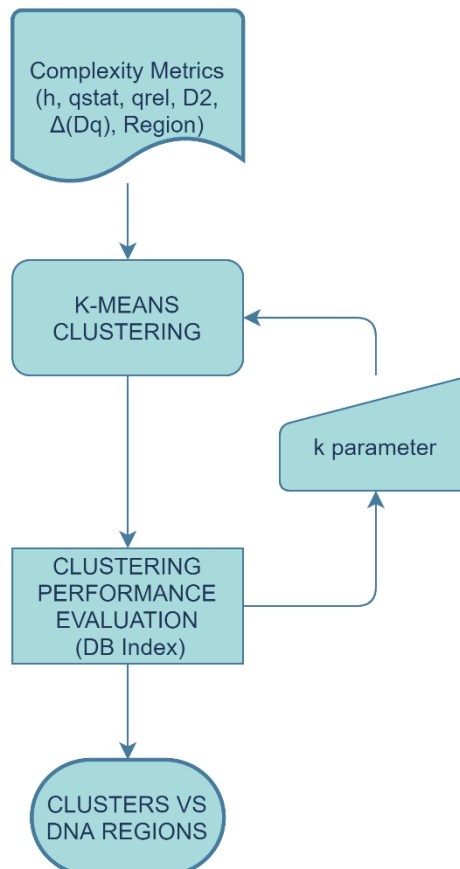 Complexity Metrics
(h, qstat, qrel, D2,
Δ(Dq), Region)
K-MEANS
CLUSTERING
k parameter
CLUSTERING
PERFORMANCE
EVALUATION
(DB Index)
CLUSTERS VS
DNA REGIONS